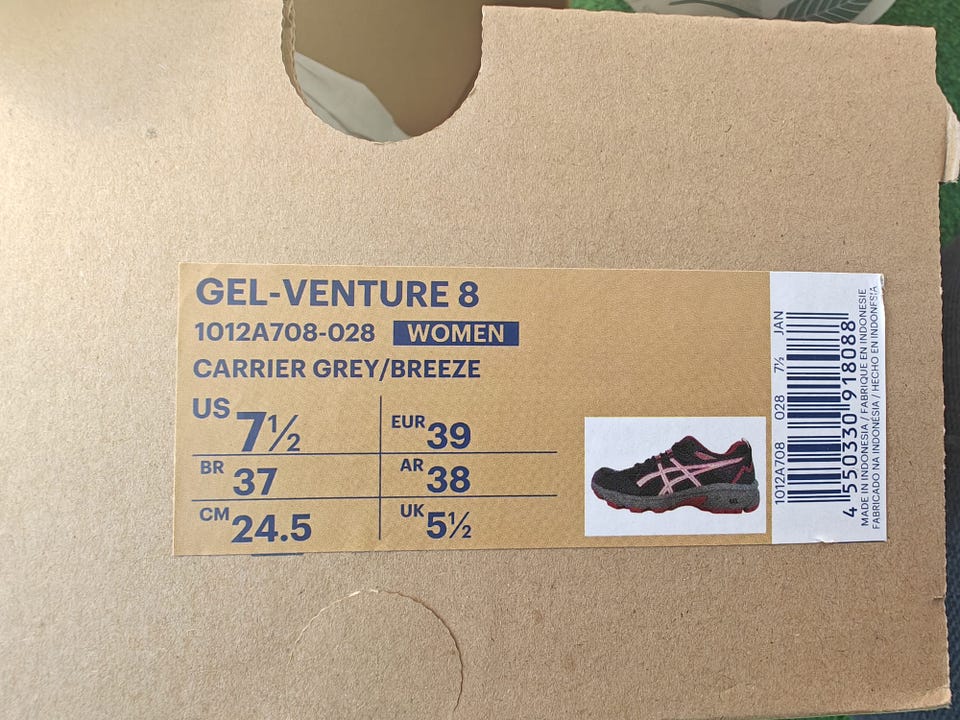 GEL-VENTURE 8
1012A708-028 WOMEN
CARRIER GREY/BREEZE
US 7½ EUR 39
BR 37 AR 38
CM 24.5 UK 5½
1012A708 028 7½ JAN
4 550330 918088
MADE IN INDONESIA / FABRIQUE EN INDONESIE
FABRICADO NA INDONÉSIA / HECHO EN INDONESIA